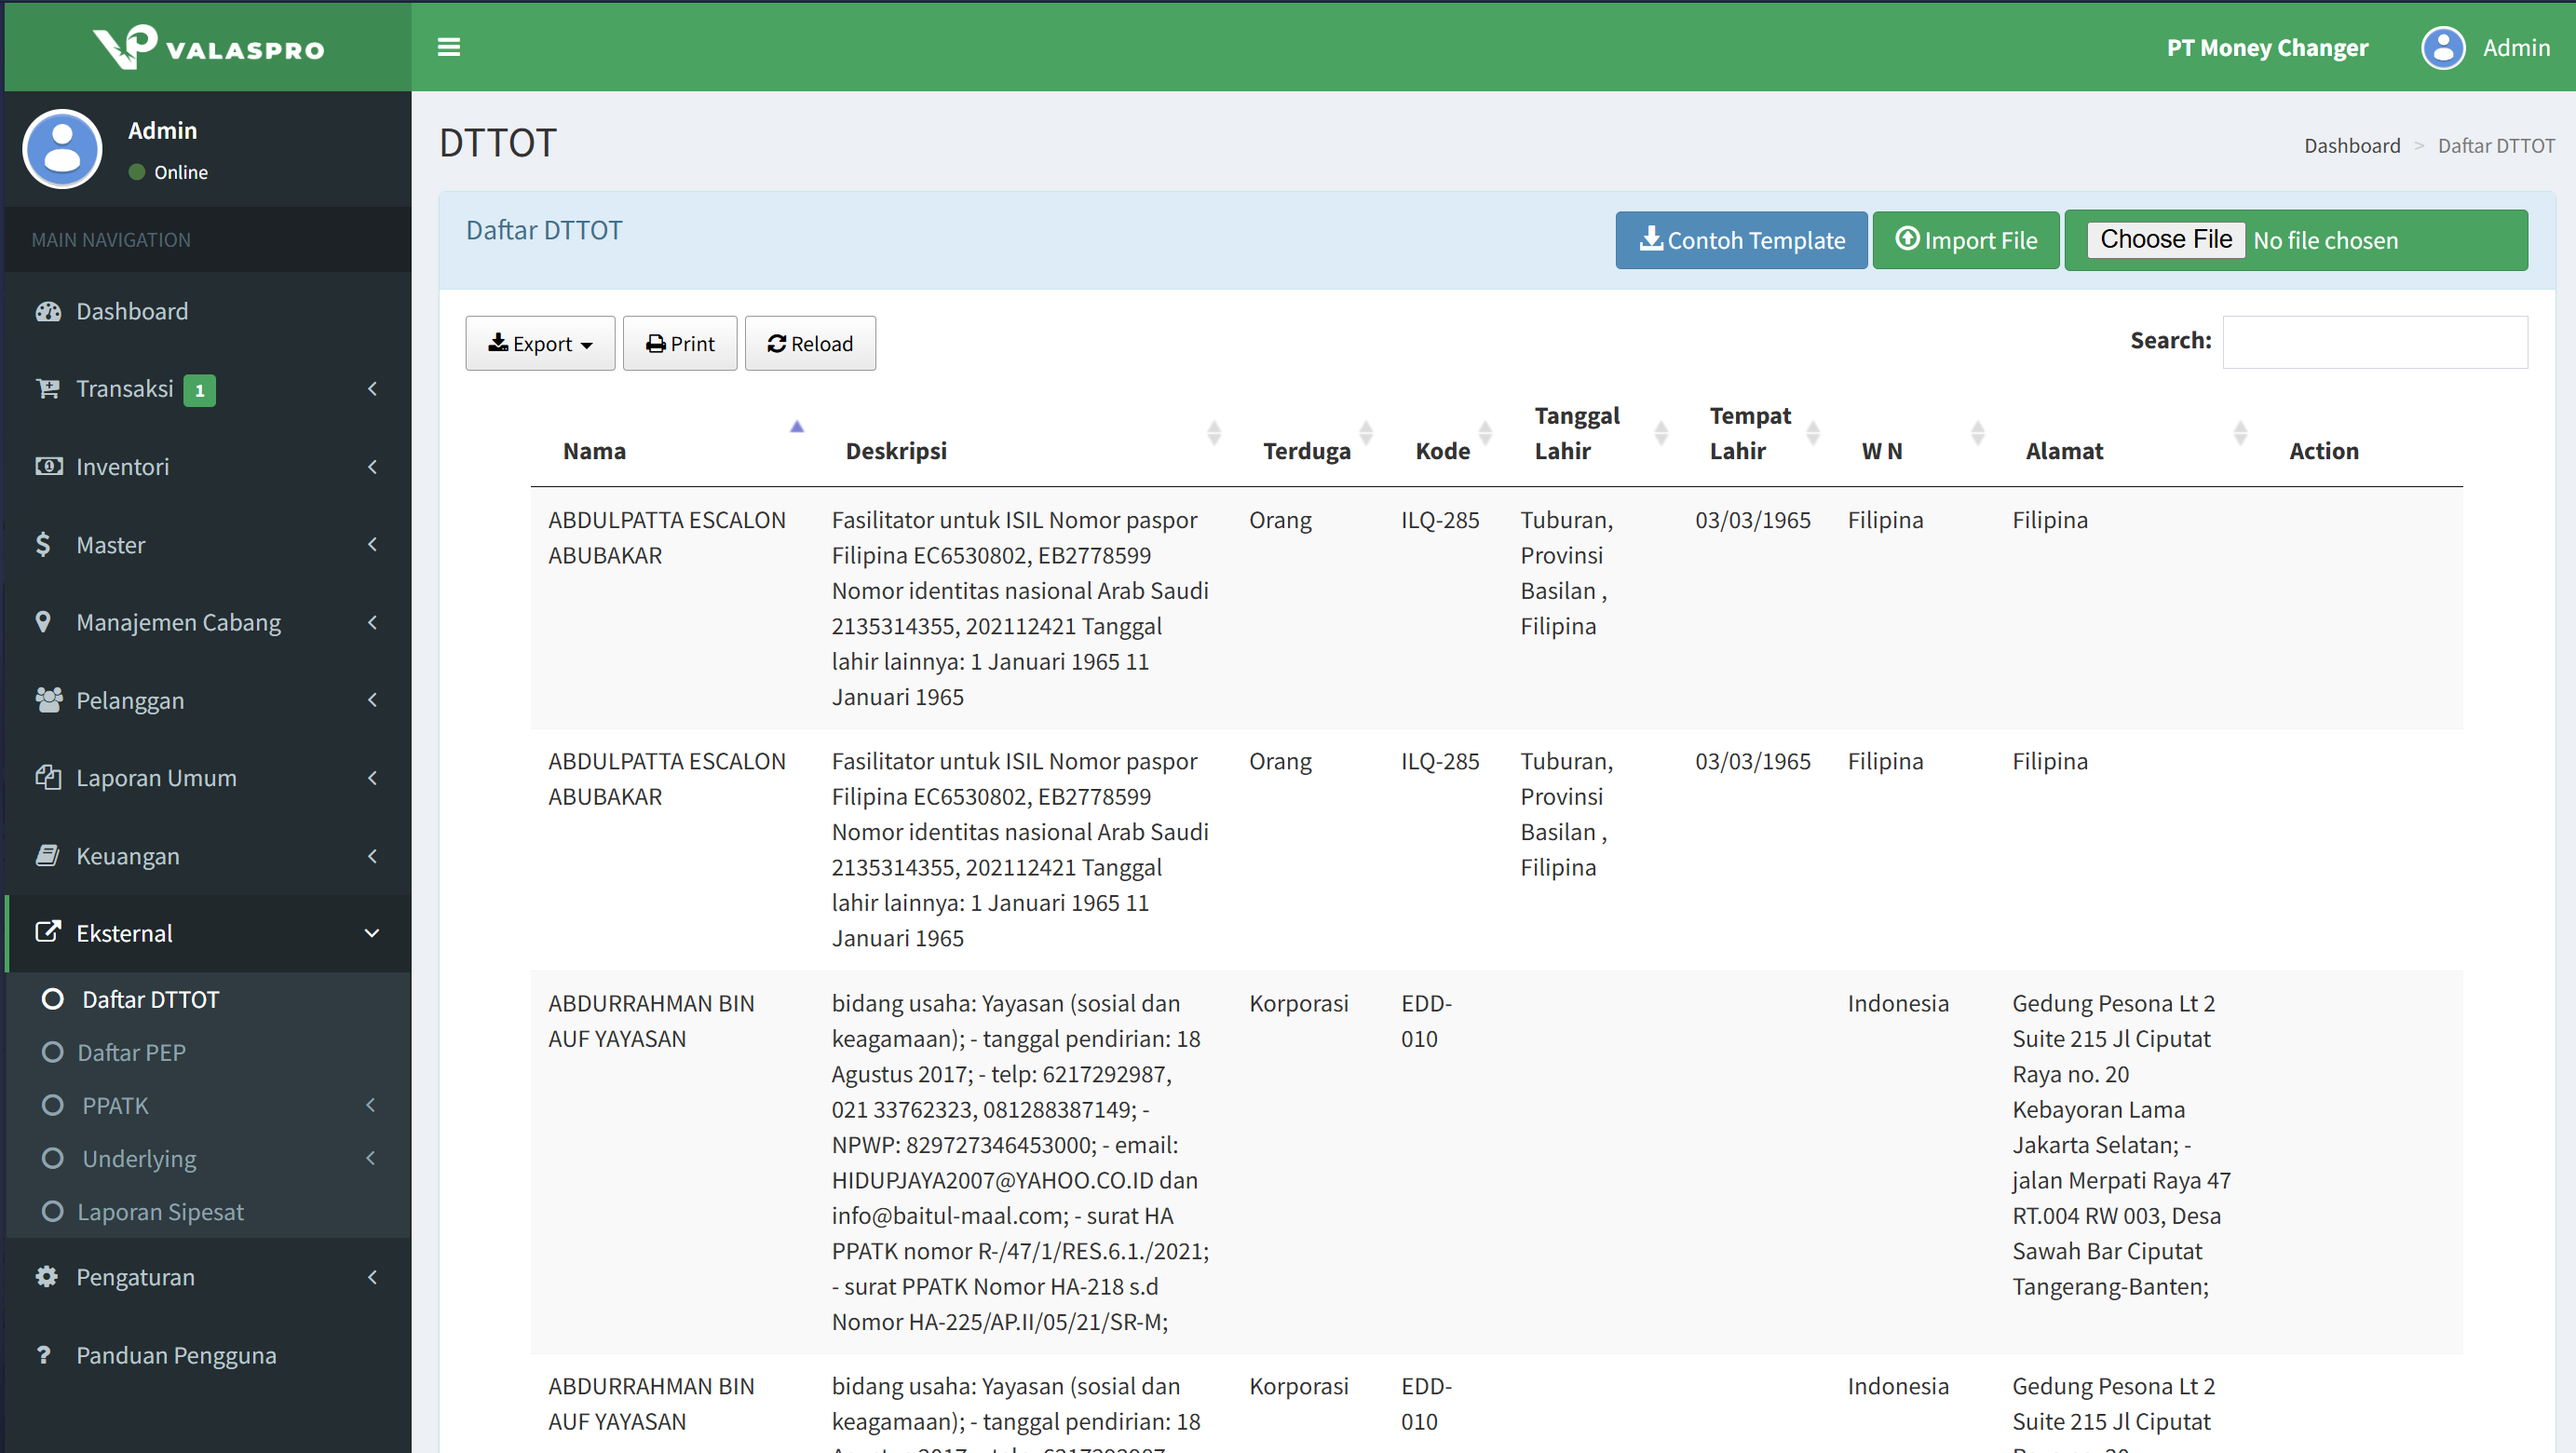 VALASPRO
PT Money Changer
Admin
Admin
Online
MAIN NAVIGATION
Dashboard
Transaksi 1
Inventori
Master
Manajemen Cabang
Pelanggan
Laporan Umum
Keuangan
Eksternal
Daftar DTTOT
Daftar PEP
PPATK
Underlying
Laporan Sipesat
Pengaturan
Panduan Pengguna
DTTOT
Dashboard > Daftar DTTOT
Daftar DTTOT
Contoh Template
Import File
Choose File No file chosen
Export
Print
Reload
Search:
Nama
Deskripsi
Terduga
Kode
Tanggal
Lahir
Tempat
Lahir
W N
Alamat
Action
ABDULPATTA ESCALON
ABUBAKAR
Fasilitator untuk ISIL Nomor paspor
Filipina EC6530802, EB2778599
Nomor identitas nasional Arab Saudi
2135314355, 202112421 Tanggal
lahir lainnya: 1 Januari 1965 11
Januari 1965
Orang
ILQ-285
Tuburan,
Provinsi
Basilan ,
Filipina
03/03/1965
Filipina
Filipina
ABDULPATTA ESCALON
ABUBAKAR
Fasilitator untuk ISIL Nomor paspor
Filipina EC6530802, EB2778599
Nomor identitas nasional Arab Saudi
2135314355, 202112421 Tanggal
lahir lainnya: 1 Januari 1965 11
Januari 1965
Orang
ILQ-285
Tuburan,
Provinsi
Basilan ,
Filipina
03/03/1965
Filipina
Filipina
ABDURRAHMAN BIN
AUF YAYASAN
bidang usaha: Yayasan (sosial dan
keagamaan); - tanggal pendirian: 18
Agustus 2017; - telp: 6217292987,
021 33762323, 081288387149; -
NPWP: 829727346453000; - email:
HIDUPJAYA2007@YAHOO.CO.ID dan
info@baitul-maal.com; - surat HA
PPATK nomor R-/47/1/RES.6.1./2021;
- surat PPATK Nomor HA-218 s.d
Nomor HA-225/AP.II/05/21/SR-M;
Korporasi
EDD-
010
Indonesia
Gedung Pesona Lt 2
Suite 215 Jl Ciputat
Raya no. 20
Kebayoran Lama
Jakarta Selatan; -
jalan Merpati Raya 47
RT.004 RW 003, Desa
Sawah Bar Ciputat
Tangerang-Banten;
ABDURRAHMAN BIN
AUF YAYASAN
bidang usaha: Yayasan (sosial dan
keagamaan); - tanggal pendirian: 18
Korporasi
EDD-
010
Indonesia
Gedung Pesona Lt 2
Suite 215 Jl Ciputat